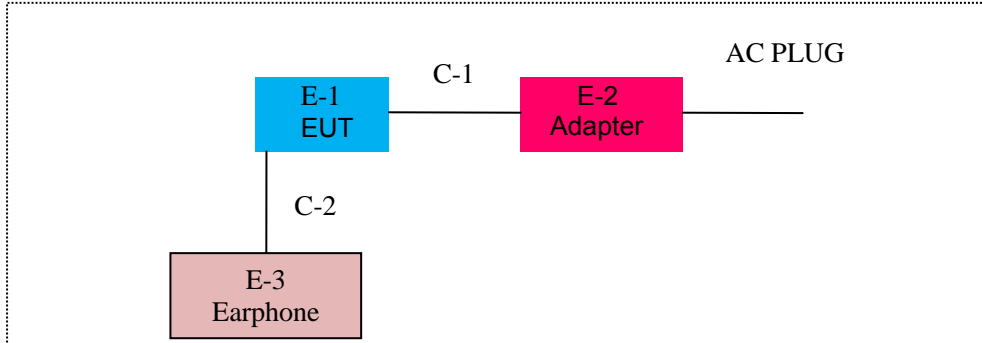 AC PLUG
C-1
E-1
EUT
E-2
Adapter
C-2
E-3
Earphone